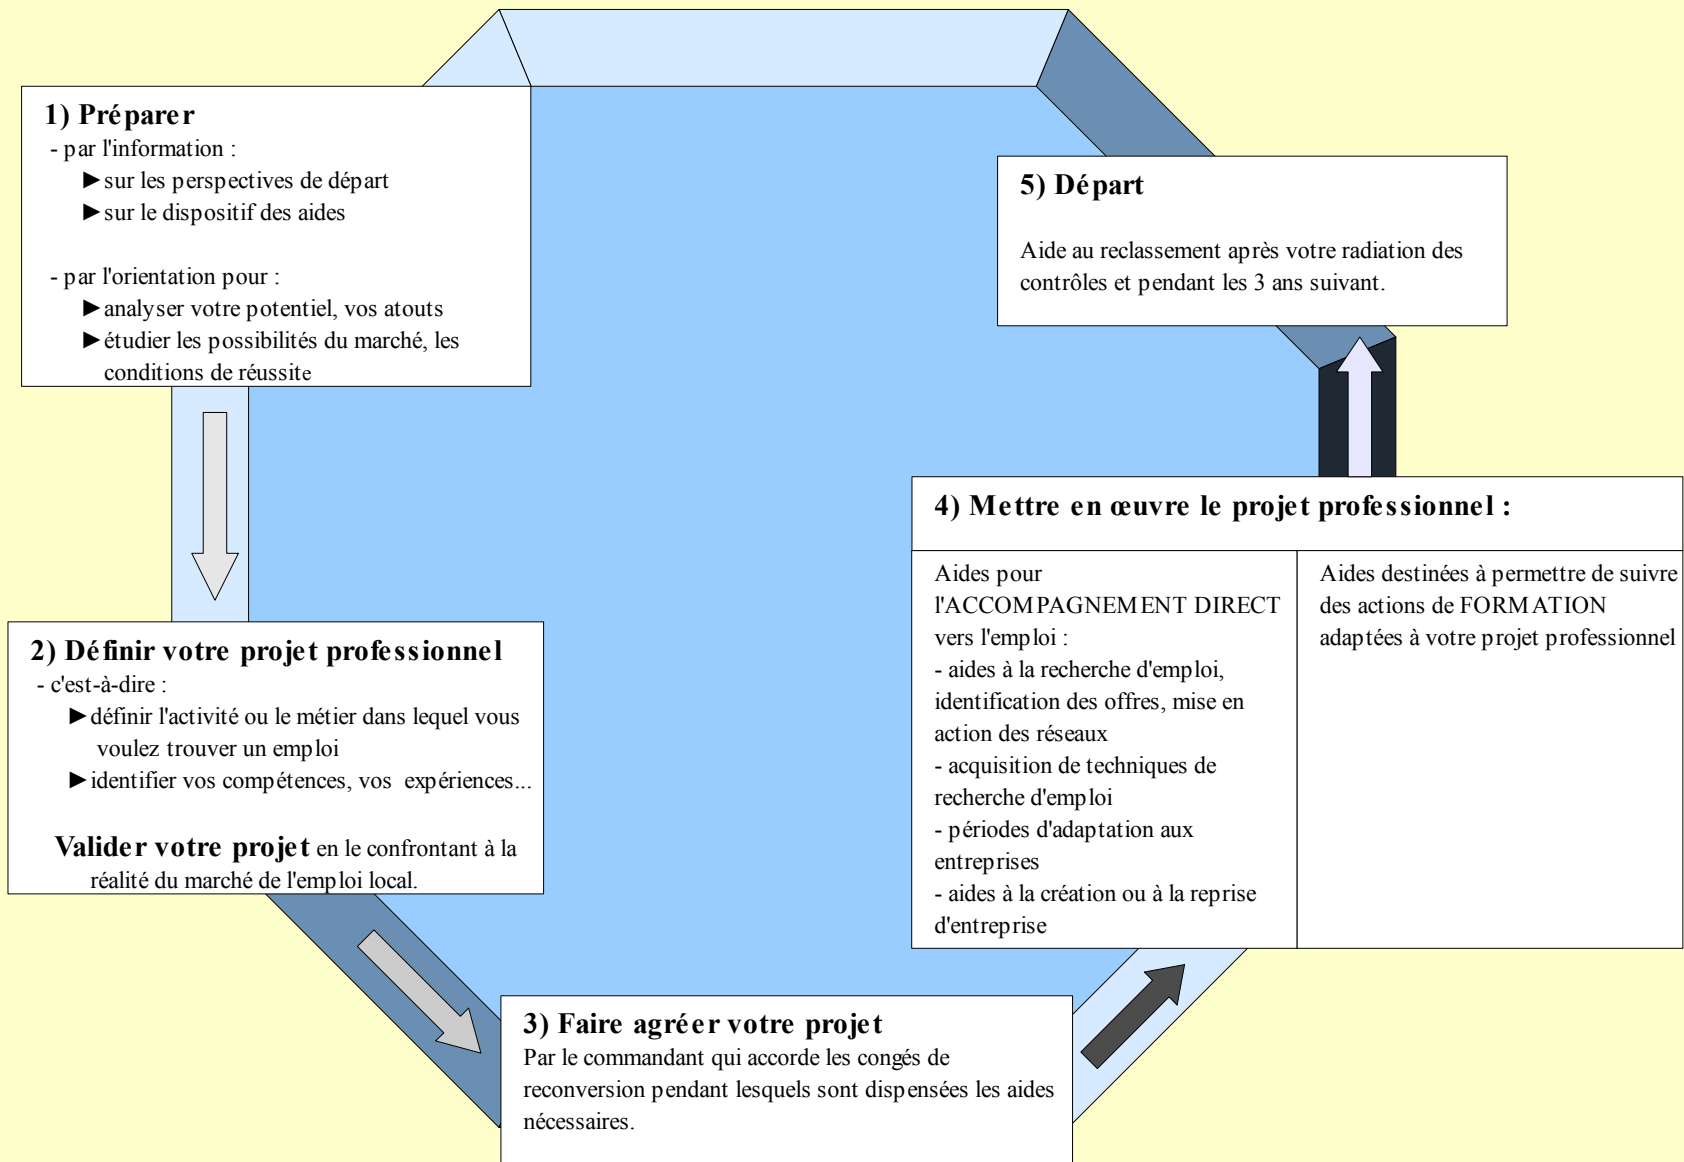 1) Préparer
- par l'information :
►sur les perspectives de départ
►sur le dispositif des aides
- par l'orientation pour :
►analyser votre potentiel, vos atouts
►étudier les possibilités du marché, les
conditions de réussite
2) Définir votre projet professionnel
- c'est-à-dire :
►définir l'activité ou le métier dans lequel vous
voulez trouver un emploi
►identifier vos compétences, vos expériences...
Valider votre projet en le confrontant à la
réalité du marché de l'emploi local.
3) Faire agréer votre projet
Par le commandant qui accorde les congés de
reconversion pendant lesquels sont dispensées les aides
nécessaires.
4) Mettre en œuvre le projet professionnel :
Aides pour
l'ACCOMPAGNEMENT DIRECT
vers l'emploi :
- aides à la recherche d'emploi,
identification des offres, mise en
action des réseaux
- acquisition de techniques de
recherche d'emploi
- périodes d'adaptation aux
entreprises
- aides à la création ou à la reprise
d'entreprise
Aides destinées à permettre de suivre
des actions de FORMATION
adaptées à votre projet professionnel
5) Départ
Aide au reclassement après votre radiation des
contrôles et pendant les 3 ans suivant.